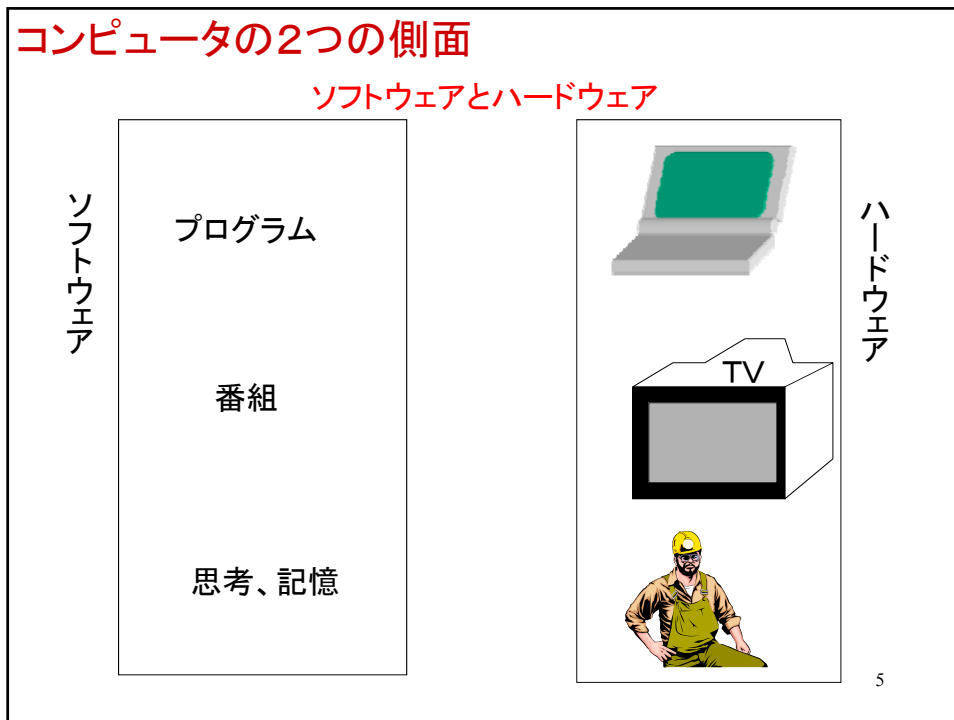 コンピュータの２つの側面
ソフトウェアとハードウェア
ソフトウェア
プログラム
番組
思考、記憶
TV
ハードウェア
5